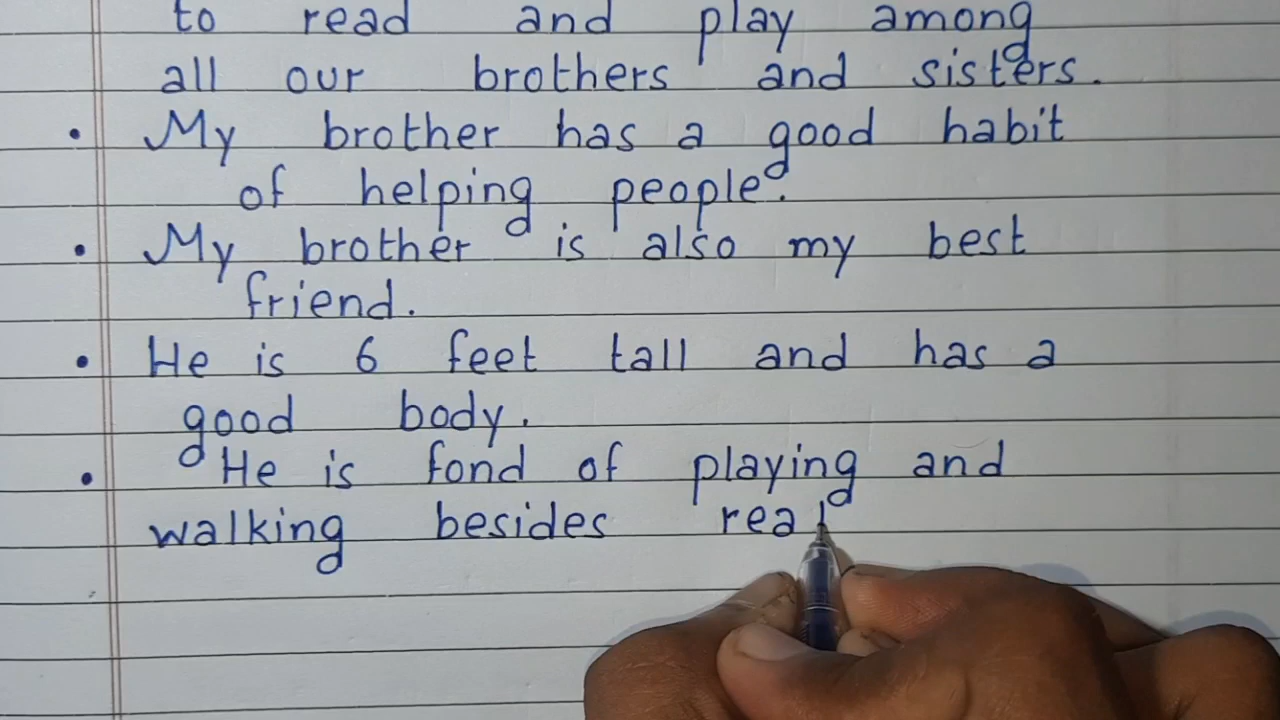 to read and play among
all our brothers and sisters.
• My brother has a good habit
of helping people.
• My brother is also my best
friend.
• He is 6 feet tall and has a
good body.
• He is fond of playing and
walking besides rea